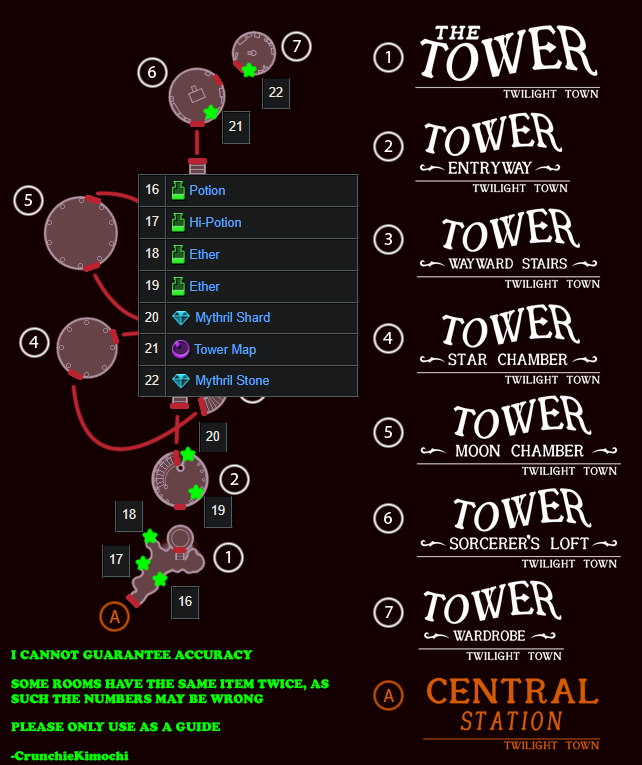 7
6
22
21
5
16 Potion
17 Hi-Potion
18 Ether
19 Ether
20 Mythril Shard
21 Tower Map
22 Mythril Stone
4
20
2
19
18
17
1
16
A
I CANNOT GUARANTEE ACCURACY
SOME ROOMS HAVE THE SAME ITEM TWICE, AS
SUCH THE NUMBERS MAY BE WRONG
PLEASE ONLY USE AS A GUIDE
-CrunchieKimochi
1
THE
TOWER
TWILIGHT TOWN
2
TOWER
ENTRYWAY
TWILIGHT TOWN
3
TOWER
WAYWARD STAIRS
TWILIGHT TOWN
4
TOWER
STAR CHAMBER
TWILIGHT TOWN
5
TOWER
MOON CHAMBER
TWILIGHT TOWN
6
TOWER
SORCERER'S LOFT
TWILIGHT TOWN
7
TOWER
WARDROBE
TWILIGHT TOWN
A
CENTRAL
STATION
TWILIGHT TOWN